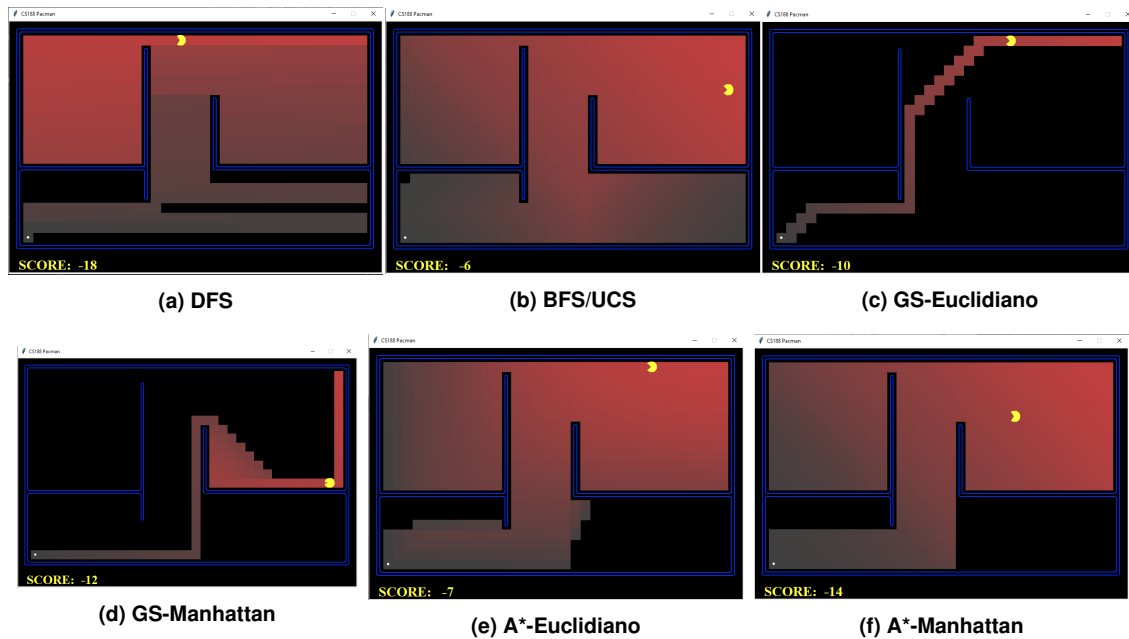 CS188 Pacman
CS188 Pacman
CS188 Pacman
SCORE: -18
SCORE: -6
SCORE: -10
(a) DFS
(b) BFS/UCS
(c) GS-Euclidiano
CS188 Pacman
CS188 Pacman
CS188 Pacman
SCORE: -12
SCORE: -7
SCORE: -14
(d) GS-Manhattan
(e) A*-Euclidiano
(f) A*-Manhattan